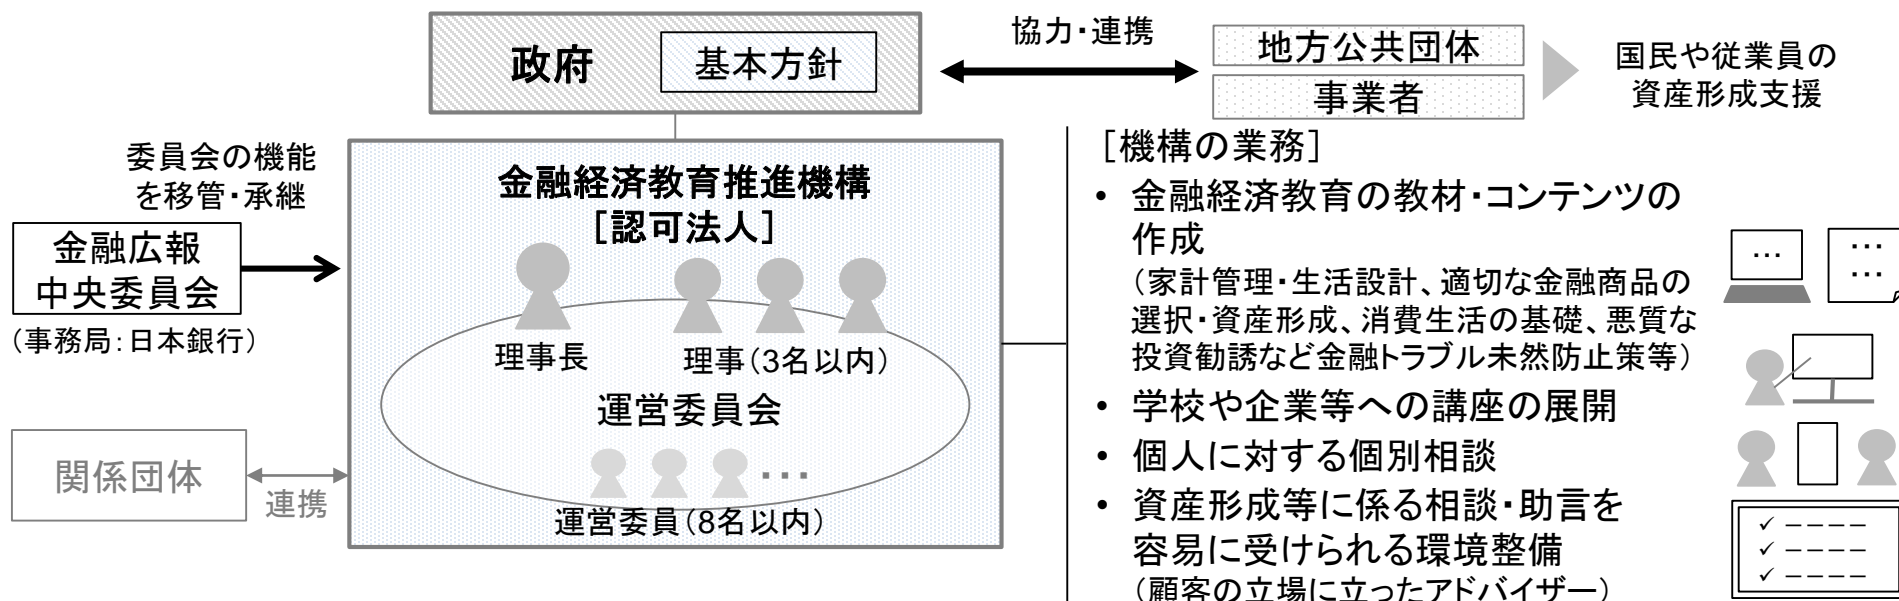 政府
基本方針
協力・連携
地方公共団体
事業者
国民や従業員の
資産形成支援
委員会の機能
を移管・承継
金融広報
中央委員会
（事務局：日本銀行）
金融経済教育推進機構
［認可法人］
理事長
理事（3名以内）
運営委員会
・・・
運営委員（8名以内）
関係団体
連携
［機構の業務］
• 金融経済教育の教材・コンテンツの
作成
（家計管理・生活設計、適切な金融商品の
選択・資産形成、消費生活の基礎、悪質な
投資勧誘など金融トラブル未然防止策等）
• 学校や企業等への講座の展開
• 個人に対する個別相談
• 資産形成等に係る相談・助言を
容易に受けられる環境整備
（顧客の立場に立ったアドバイザー）
…
…
…
✓ －－－－
✓ －－－－
✓ －－－－